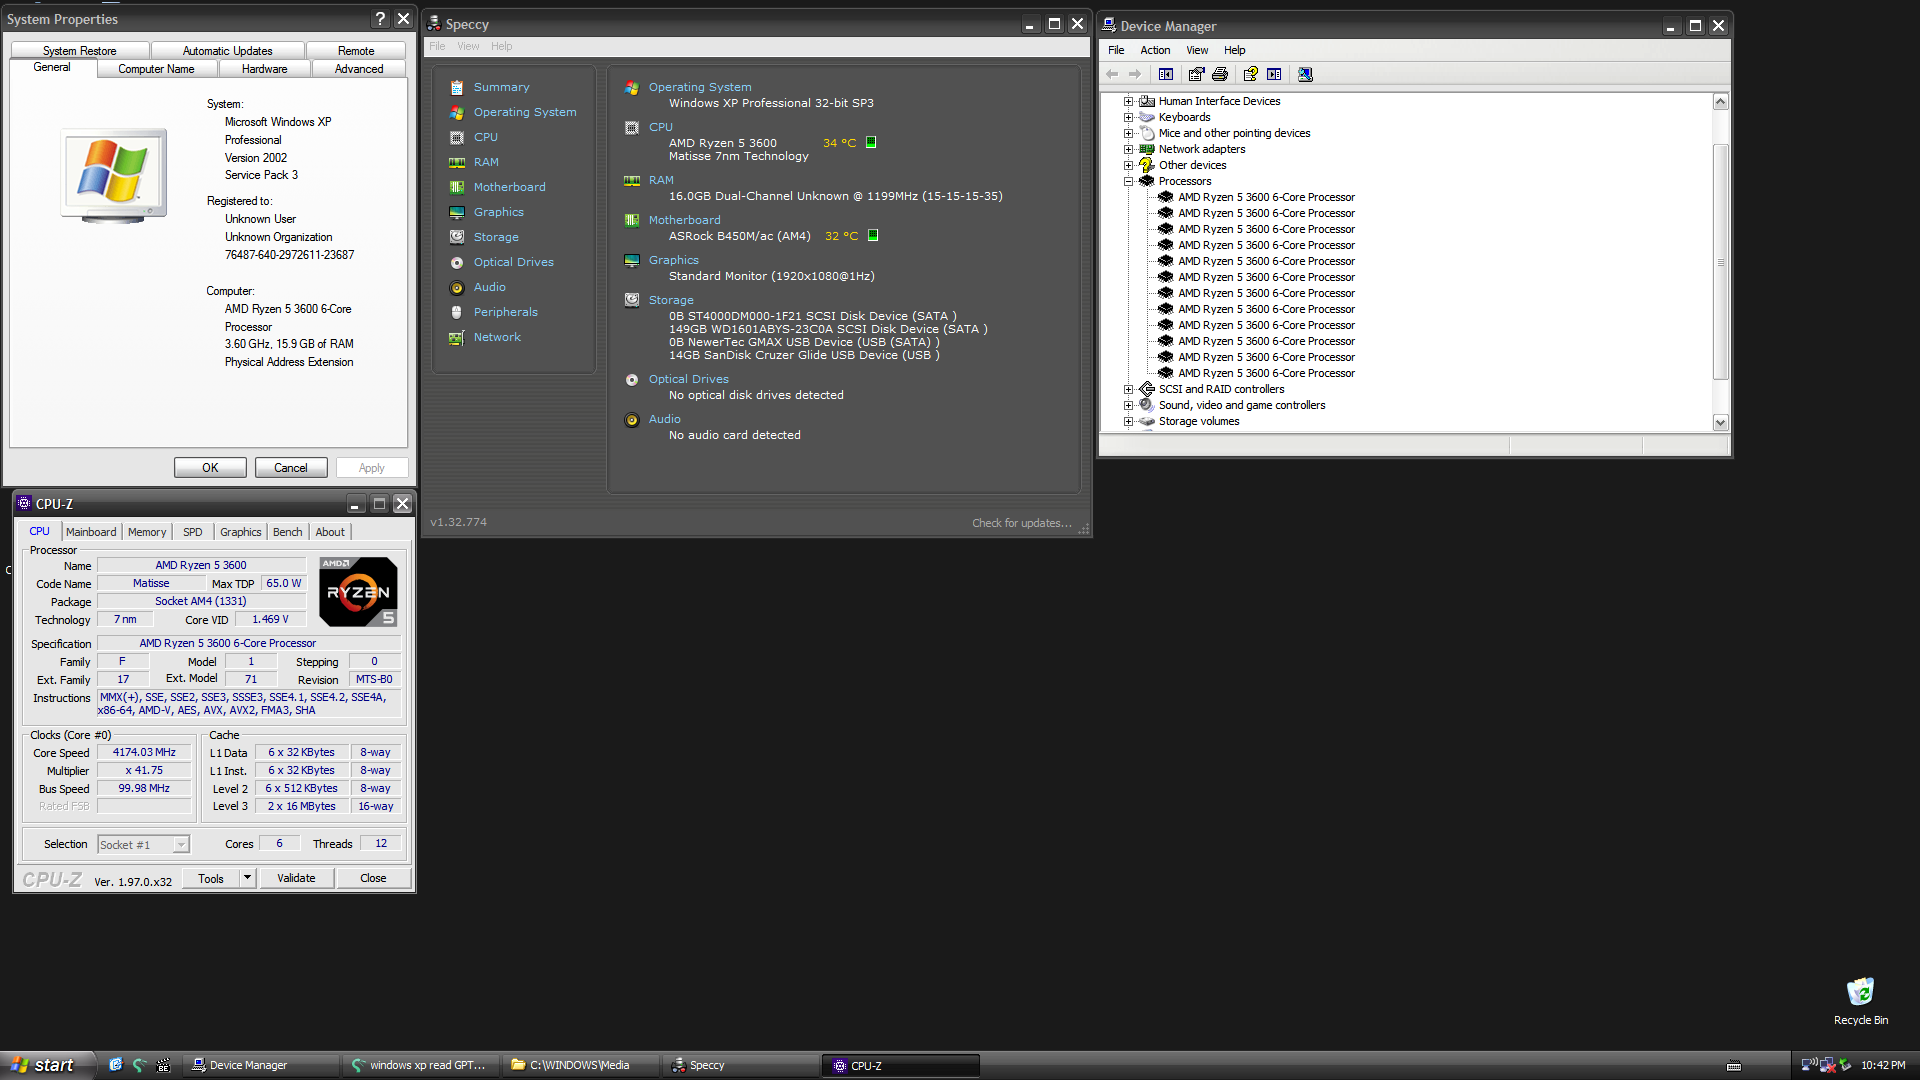 System Properties
?
System Restore
Automatic Updates
Remote
General
Computer Name
Hardware
Advanced
System:
Microsoft Windows XP
Professional
Version 2002
Service Pack 3
Registered to:
Unknown User
Unknown Organization
76487-640-2972611-23687
Computer:
AMD Ryzen 5 3600 6-Core
Processor
3.60 GHz, 15.9 GB of RAM
Physical Address Extension
OK
Cancel
Apply
Speccy
File
View
Help
Summary
Operating System
CPU
RAM
Motherboard
Graphics
Storage
Optical Drives
Audio
Peripherals
Network
Operating System
Windows XP Professional 32-bit SP3
CPU
AMD Ryzen 5 3600
34 °C
Matisse 7nm Technology
RAM
16.0GB Dual-Channel Unknown @ 1199MHz (15-15-15-35)
Motherboard
ASRock B450M/ac (AM4)
32 °C
Graphics
Standard Monitor (1920x1080@1Hz)
Storage
0B ST4000DM000-1F21 SCSI Disk Device (SATA )
149GB WD1601ABYS-23C0A SCSI Disk Device (SATA )
0B NewerTec GMAX USB Device (USB (SATA) )
14GB SanDisk Cruzer Glide USB Device (USB )
Optical Drives
No optical disk drives detected
Audio
No audio card detected
v1.32.774
Check for updates...
Device Manager
File
Action
View
Help
Human Interface Devices
Keyboards
Mice and other pointing devices
Network adapters
Other devices
Processors
AMD Ryzen 5 3600 6-Core Processor
AMD Ryzen 5 3600 6-Core Processor
AMD Ryzen 5 3600 6-Core Processor
AMD Ryzen 5 3600 6-Core Processor
AMD Ryzen 5 3600 6-Core Processor
AMD Ryzen 5 3600 6-Core Processor
AMD Ryzen 5 3600 6-Core Processor
AMD Ryzen 5 3600 6-Core Processor
AMD Ryzen 5 3600 6-Core Processor
AMD Ryzen 5 3600 6-Core Processor
AMD Ryzen 5 3600 6-Core Processor
AMD Ryzen 5 3600 6-Core Processor
SCSI and RAID controllers
Sound, video and game controllers
Storage volumes
CPU-Z
CPU
Mainboard
Memory
SPD
Graphics
Bench
About
Processor
Name
AMD Ryzen 5 3600
Code Name
Matisse
Max TDP
65.0 W
Package
Socket AM4 (1331)
Technology
7 nm
Core VID
1.469 V
AMD
RYZEN
5
Specification
AMD Ryzen 5 3600 6-Core Processor
Family
F
Model
1
Stepping
0
Ext. Family
17
Ext. Model
71
Revision
MTS-B0
Instructions
MMX(+), SSE, SSE2, SSE3, SSSE3, SSE4.1, SSE4.2, SSE4A,
x86-64, AMD-V, AES, AVX, AVX2, FMA3, SHA
Clocks (Core #0)
Core Speed
4174.03 MHz
Multiplier
x 41.75
Bus Speed
99.98 MHz
Rated FSB
Cache
L1 Data
6 x 32 KBytes
8-way
L1 Inst.
6 x 32 KBytes
8-way
Level 2
6 x 512 KBytes
8-way
Level 3
2 x 16 MBytes
16-way
Selection
Socket #1
Cores
6
Threads
12
CPU-Z
Ver. 1.97.0.x32
Tools
Validate
Close
Recycle Bin
start
Device Manager
windows xp read GPT...
C:\WINDOWS\Media
Speccy
CPU-Z
10:42 PM